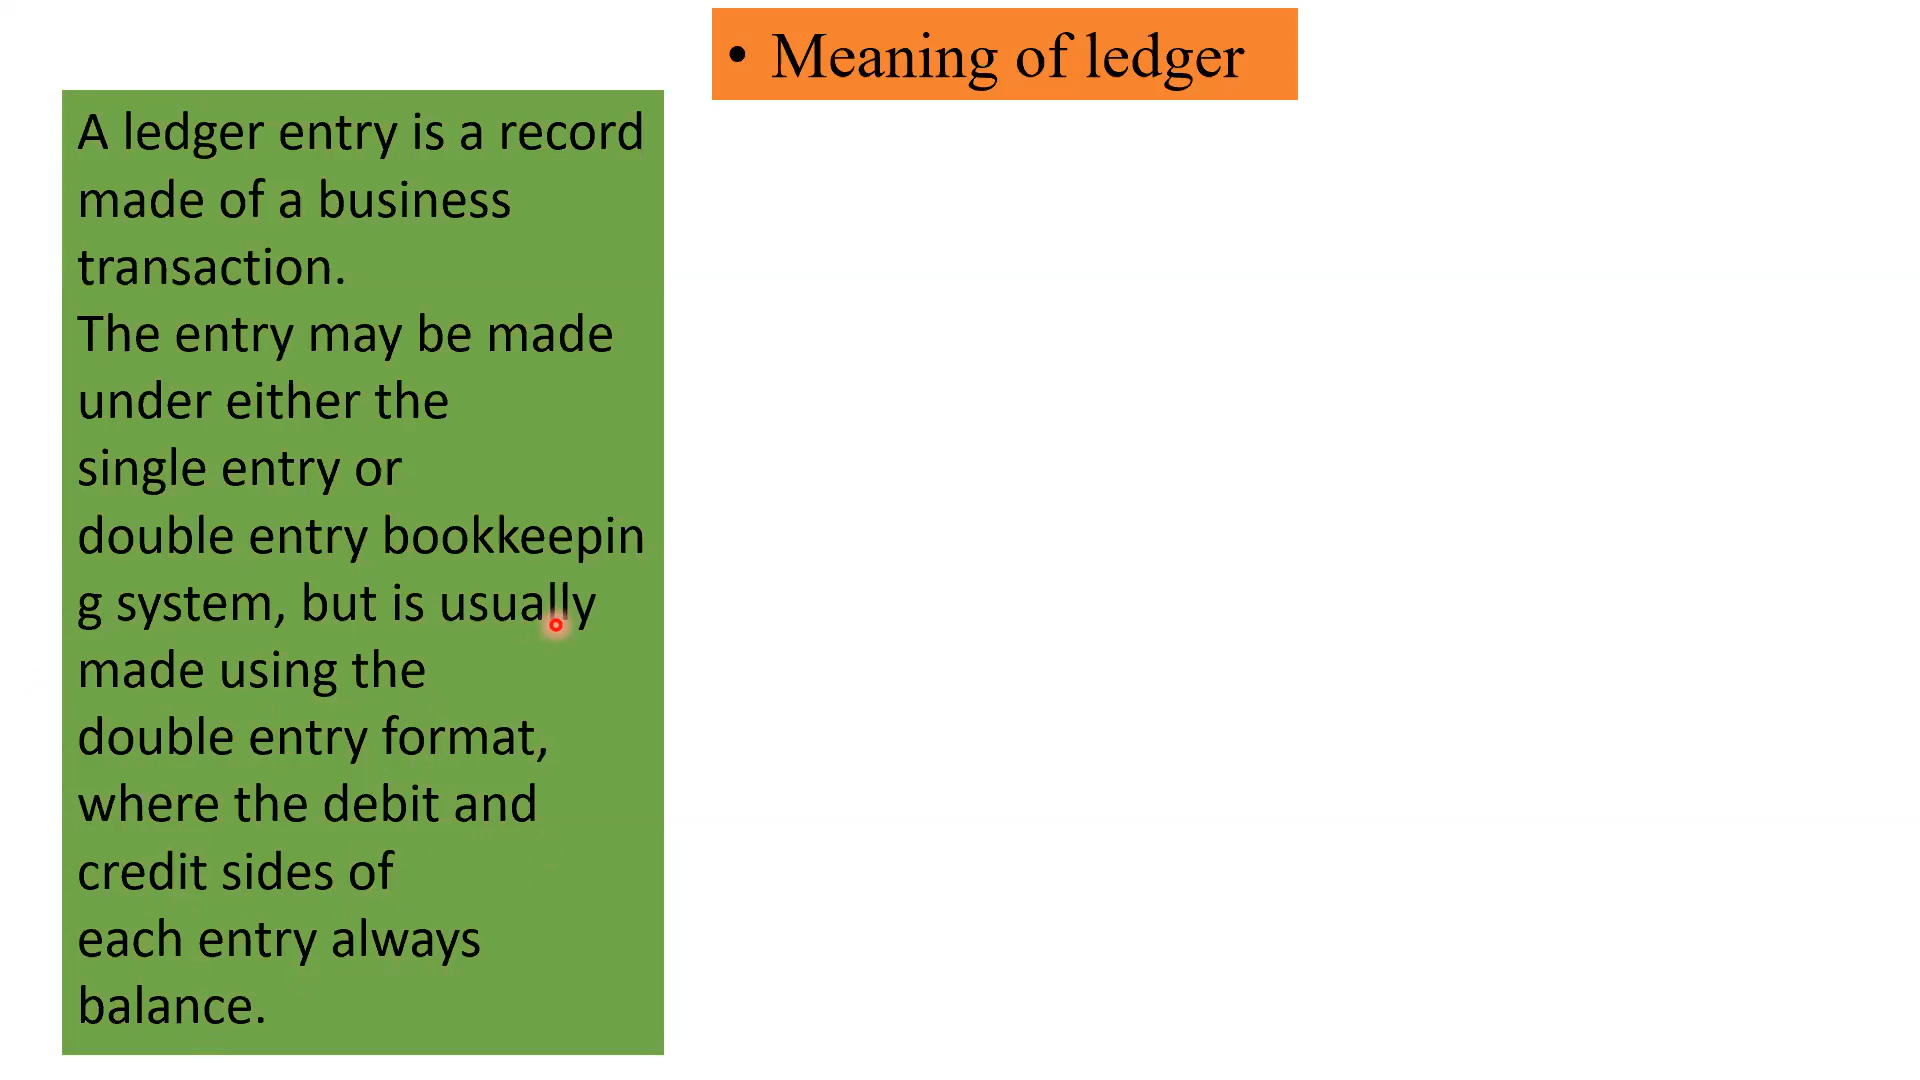 • Meaning of ledger
A ledger entry is a record
made of a business
transaction.
The entry may be made
under either the
single entry or
double entry bookkeepin
g system, but is usually
made using the
double entry format,
where the debit and
credit sides of
each entry always
balance.